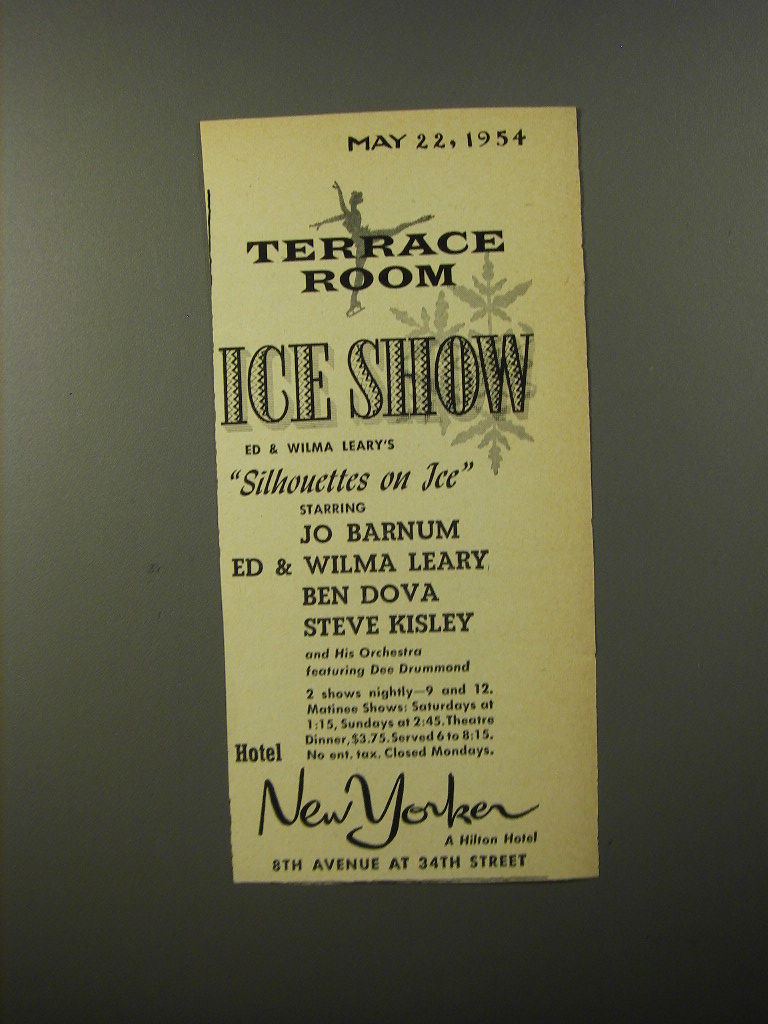 MAY 22, 1954
TERRACE
ROOM
ICE SHOW
ED & WILMA LEARY'S
"Silhouettes on Ice"
STARRING
JO BARNUM
ED & WILMA LEARY
BEN DOVA
STEVE KISLEY
and His Orchestra
featuring Dee Drummond
2 shows nightly—9 and 12.
Matinee Shows: Saturdays at
1:15, Sundays at 2:45. Theatre
Dinner, $3.75. Served 6 to 8:15.
No ent. tax. Closed Mondays.
Hotel
New Yorker
A Hilton Hotel
8TH AVENUE AT 34TH STREET